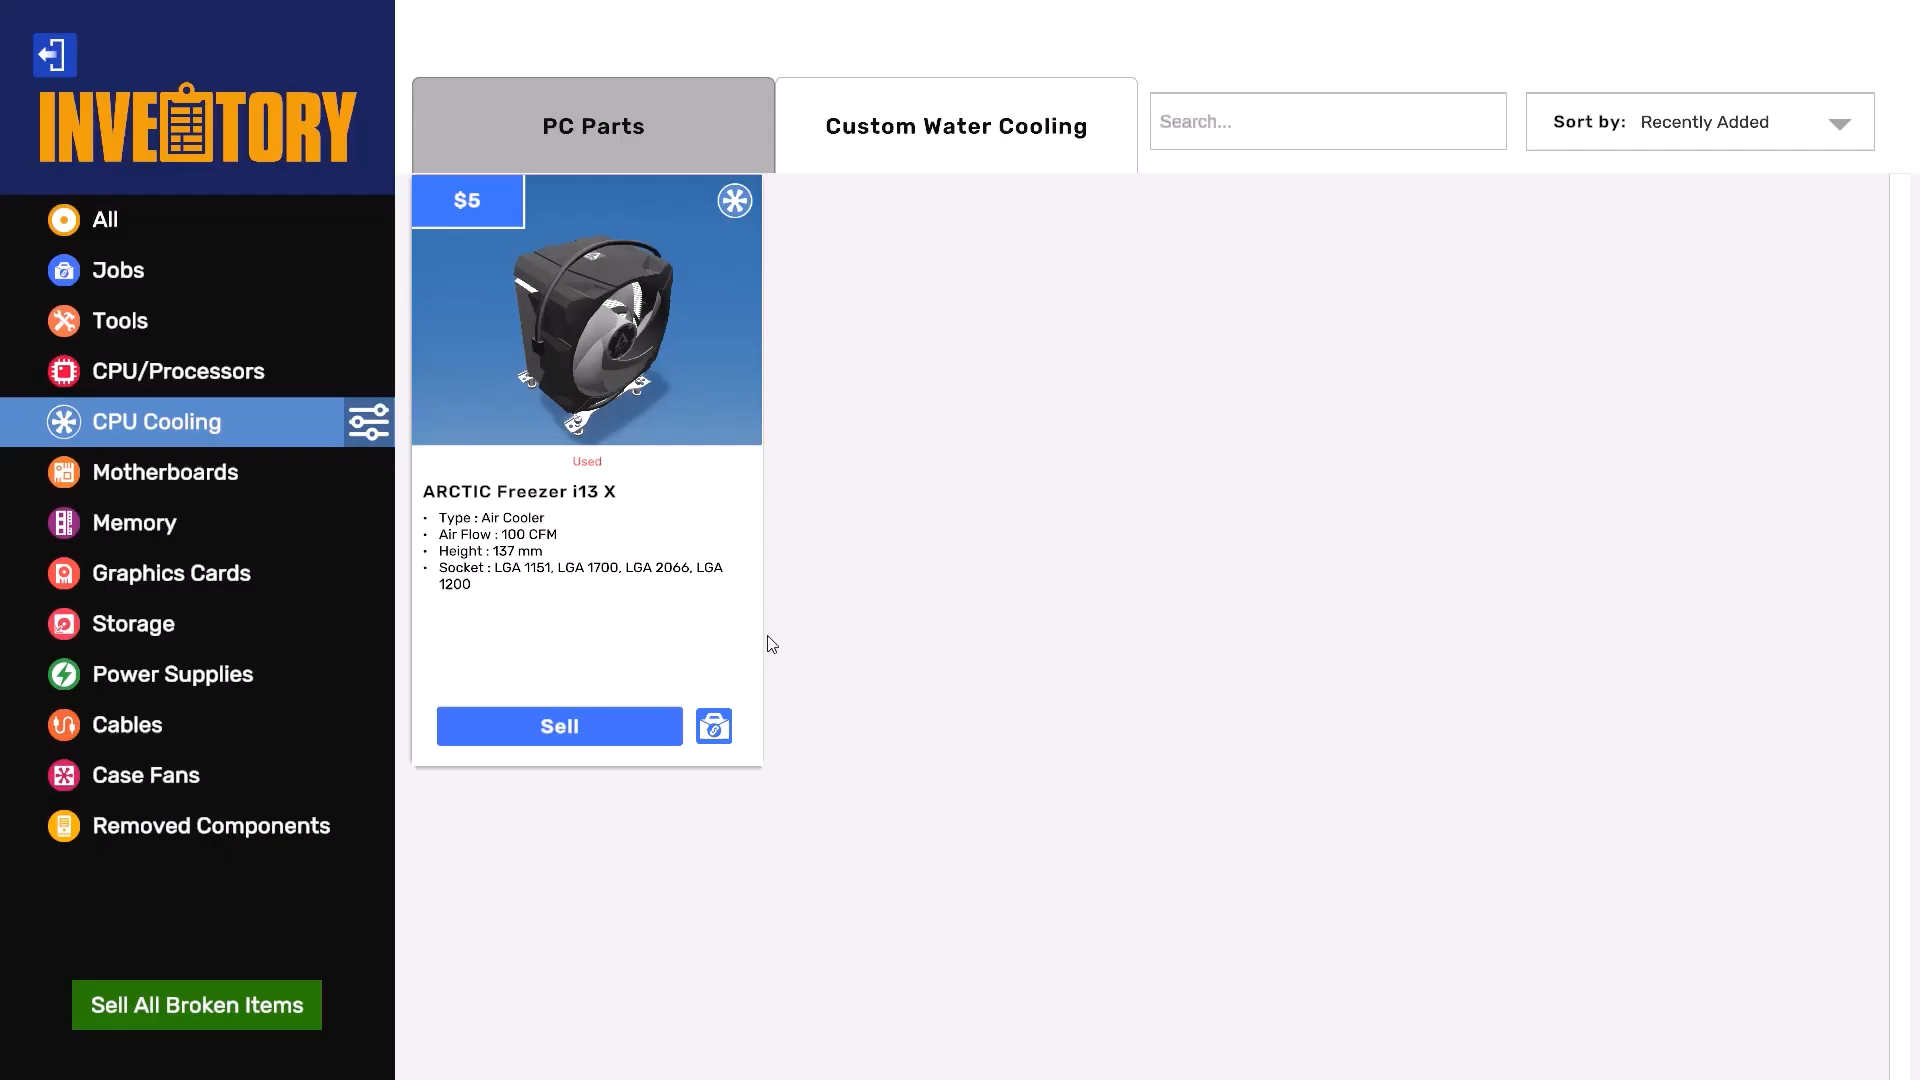 INVENTORY
PC Parts
Custom Water Cooling
Search...
Sort by: Recently Added
All
Jobs
Tools
CPU/Processors
CPU Cooling
Motherboards
Memory
Graphics Cards
Storage
Power Supplies
Cables
Case Fans
Removed Components
Sell All Broken Items
$5
Used
ARCTIC Freezer i13 X
• Type : Air Cooler
• Air Flow : 100 CFM
• Height : 137 mm
• Socket : LGA 1151, LGA 1700, LGA 2066, LGA
1200
Sell